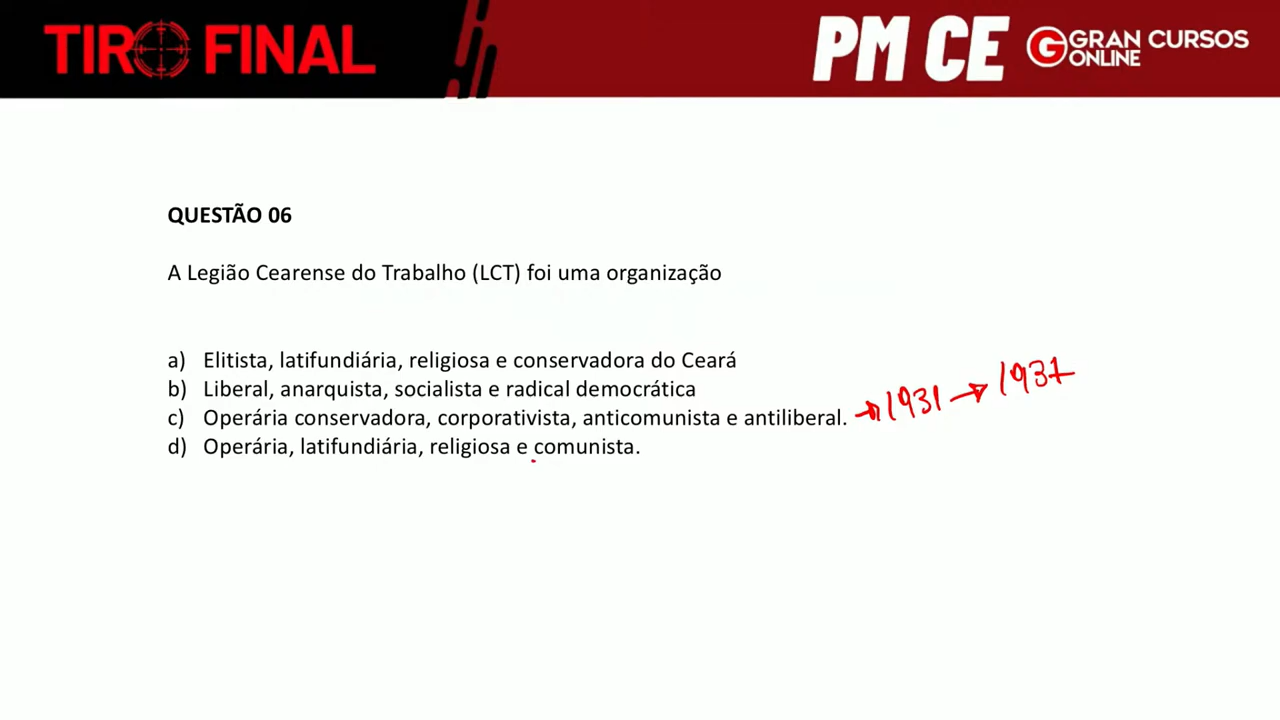 TIRO FINAL
PM CE
GRAN CURSOS
ONLINE
QUESTÃO 06
A Legião Cearense do Trabalho (LCT) foi uma organização
a) Elitista, latifundiária, religiosa e conservadora do Ceará
b) Liberal, anarquista, socialista e radical democrática
c) Operária conservadora, corporativista, anticomunista e antiliberal. → 1931 → 1937
d) Operária, latifundiária, religiosa e comunista.